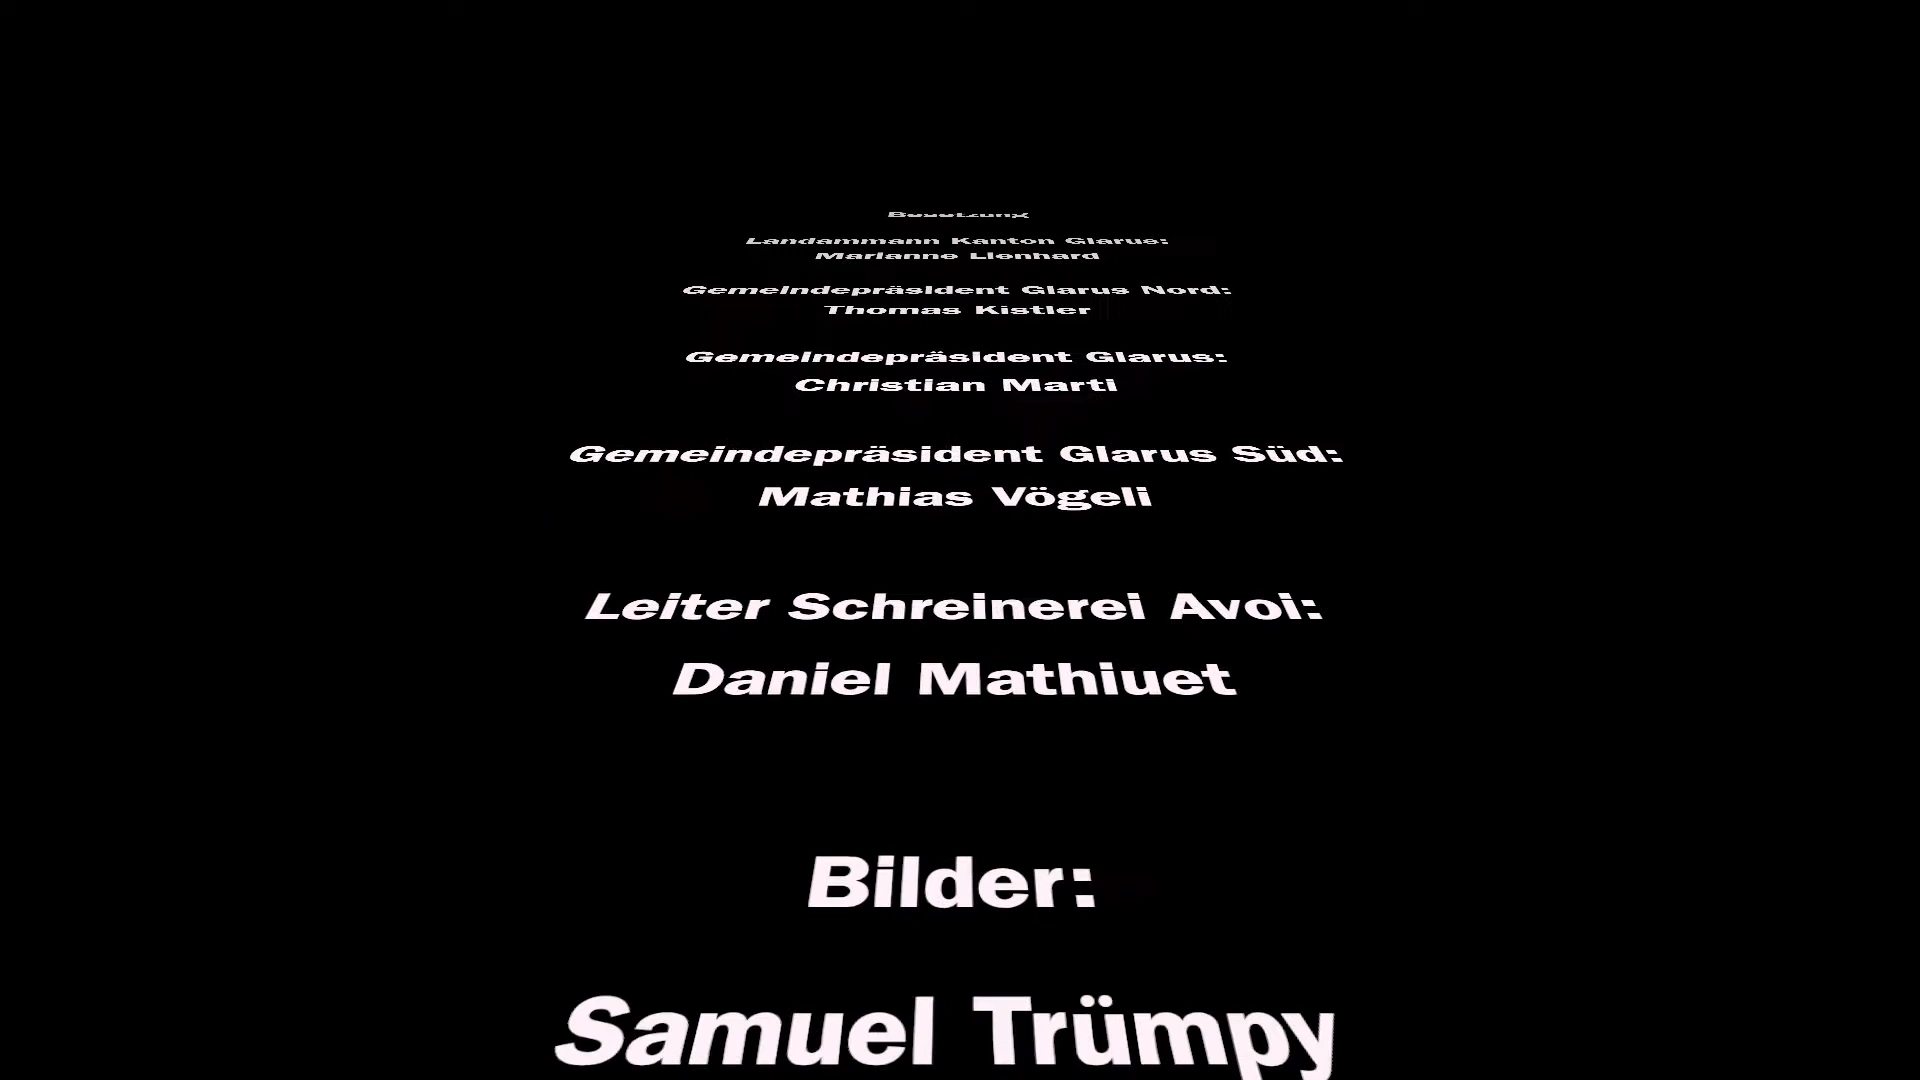 Besetzung
Landammann Kanton Glarus:
Marianne Lienhard
Gemeindepräsident Glarus Nord:
Thomas Kistler
Gemeindepräsident Glarus:
Christian Marti
Gemeindepräsident Glarus Süd:
Mathias Vögeli
Leiter Schreinerei Avoi:
Daniel Mathiuet
Bilder:
Samuel Trümpy